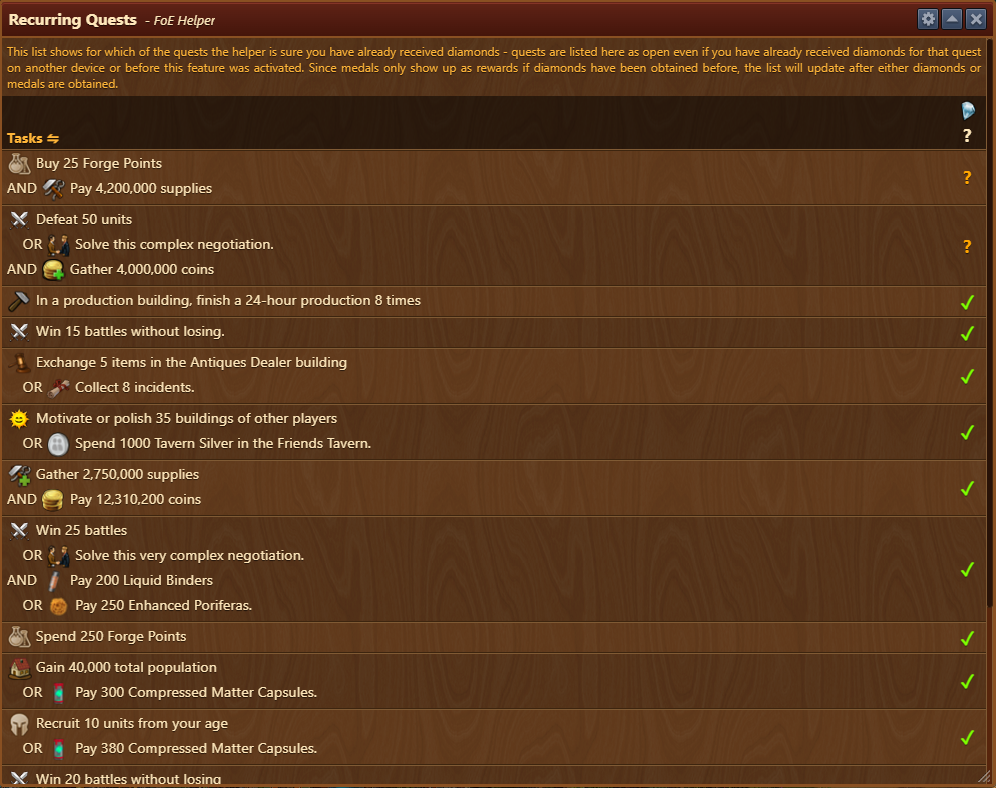 Recurring Quests - FoE Helper
This list shows for which of the quests the helper is sure you have already received diamonds - quests are listed here as open even if you have already received diamonds for that quest
on another device or before this feature was activated. Since medals only show up as rewards if diamonds have been obtained before, the list will update after either diamonds or
medals are obtained.
Tasks ⇋ ?
Buy 25 Forge Points
AND Pay 4,200,000 supplies
?
Defeat 50 units
OR Solve this complex negotiation.
?
AND Gather 4,000,000 coins
In a production building, finish a 24-hour production 8 times ✓
Win 15 battles without losing. ✓
Exchange 5 items in the Antiques Dealer building
OR Collect 8 incidents.
✓
Motivate or polish 35 buildings of other players
OR Spend 1000 Tavern Silver in the Friends Tavern.
✓
Gather 2,750,000 supplies
AND Pay 12,310,200 coins
✓
Win 25 battles
OR Solve this very complex negotiation.
AND Pay 200 Liquid Binders
OR Pay 250 Enhanced Poriferas.
✓
Spend 250 Forge Points ✓
Gain 40,000 total population
OR Pay 300 Compressed Matter Capsules.
✓
Recruit 10 units from your age
OR Pay 380 Compressed Matter Capsules.
✓
Win 20 battles without losing